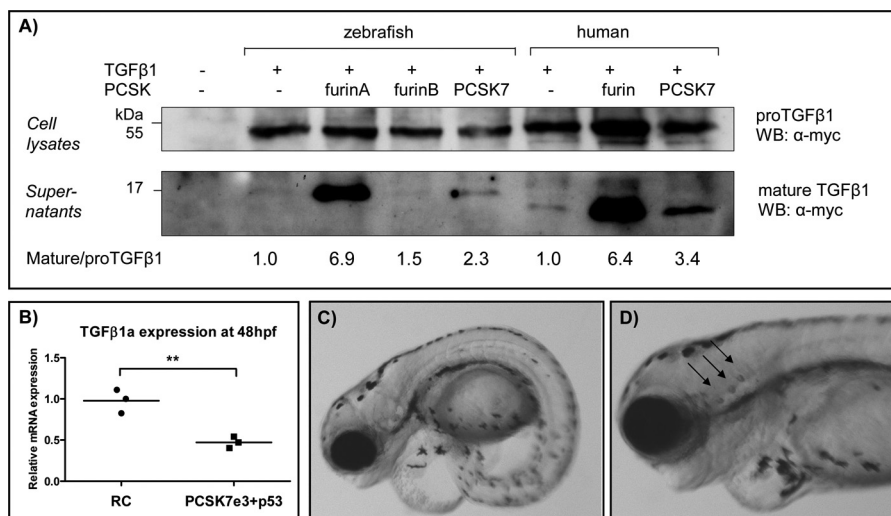 A)
zebrafish human
TGFβ1 - + + + + + + +
PCSK - - furinA furinB PCSK7 - furin PCSK7
kDa
Cell lysates 55 proTGFβ1
WB: α-myc
Super-natants 17 mature TGFβ1
WB: α-myc
Mature/proTGFβ1 1.0 6.9 1.5 2.3 1.0 6.4 3.4
B) C) D)
TGFβ1a expression at 48hpf
**
Relative mRNA expression
1.5
1.0
0.5
0.0
RC PCSK7e3+p53